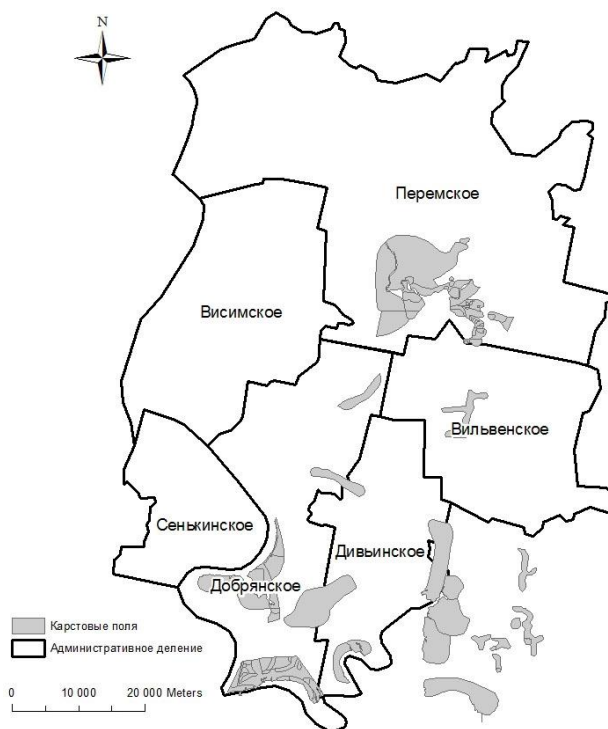 N
Перемское
Висимское
Вильвенское
Сенькинское
Дивьинское
Добрянское
Карстовые поля
Административное деление
0 10 000 20 000 Meters